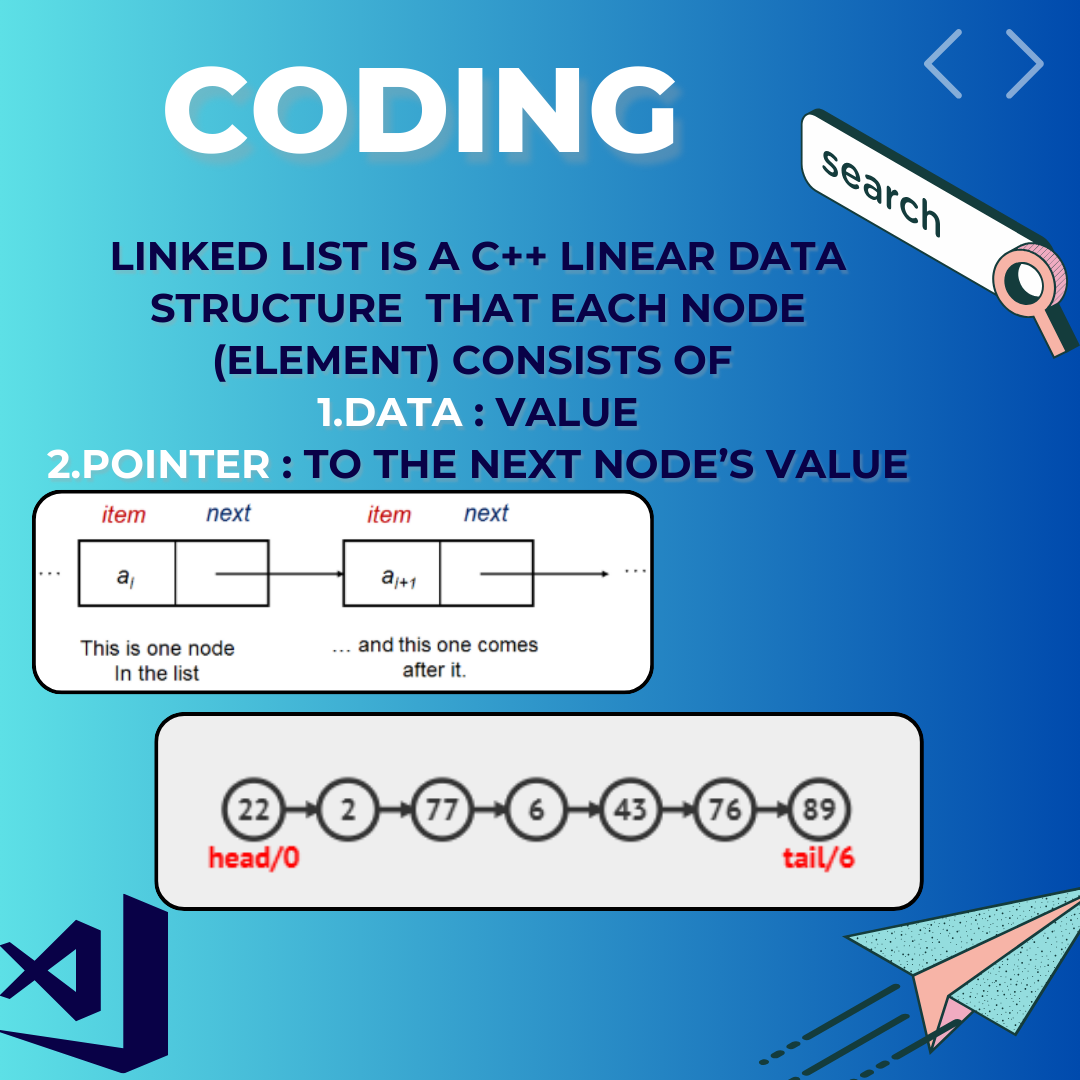 CODING
search
LINKED LIST IS A C++ LINEAR DATA
STRUCTURE THAT EACH NODE
(ELEMENT) CONSISTS OF
1.DATA : VALUE
2.POINTER : TO THE NEXT NODE’S VALUE
item next item next
... aᵢ aᵢ₊₁ ...
This is one node
In the list
... and this one comes
after it.
22 2 77 6 43 76 89
head/0 tail/6